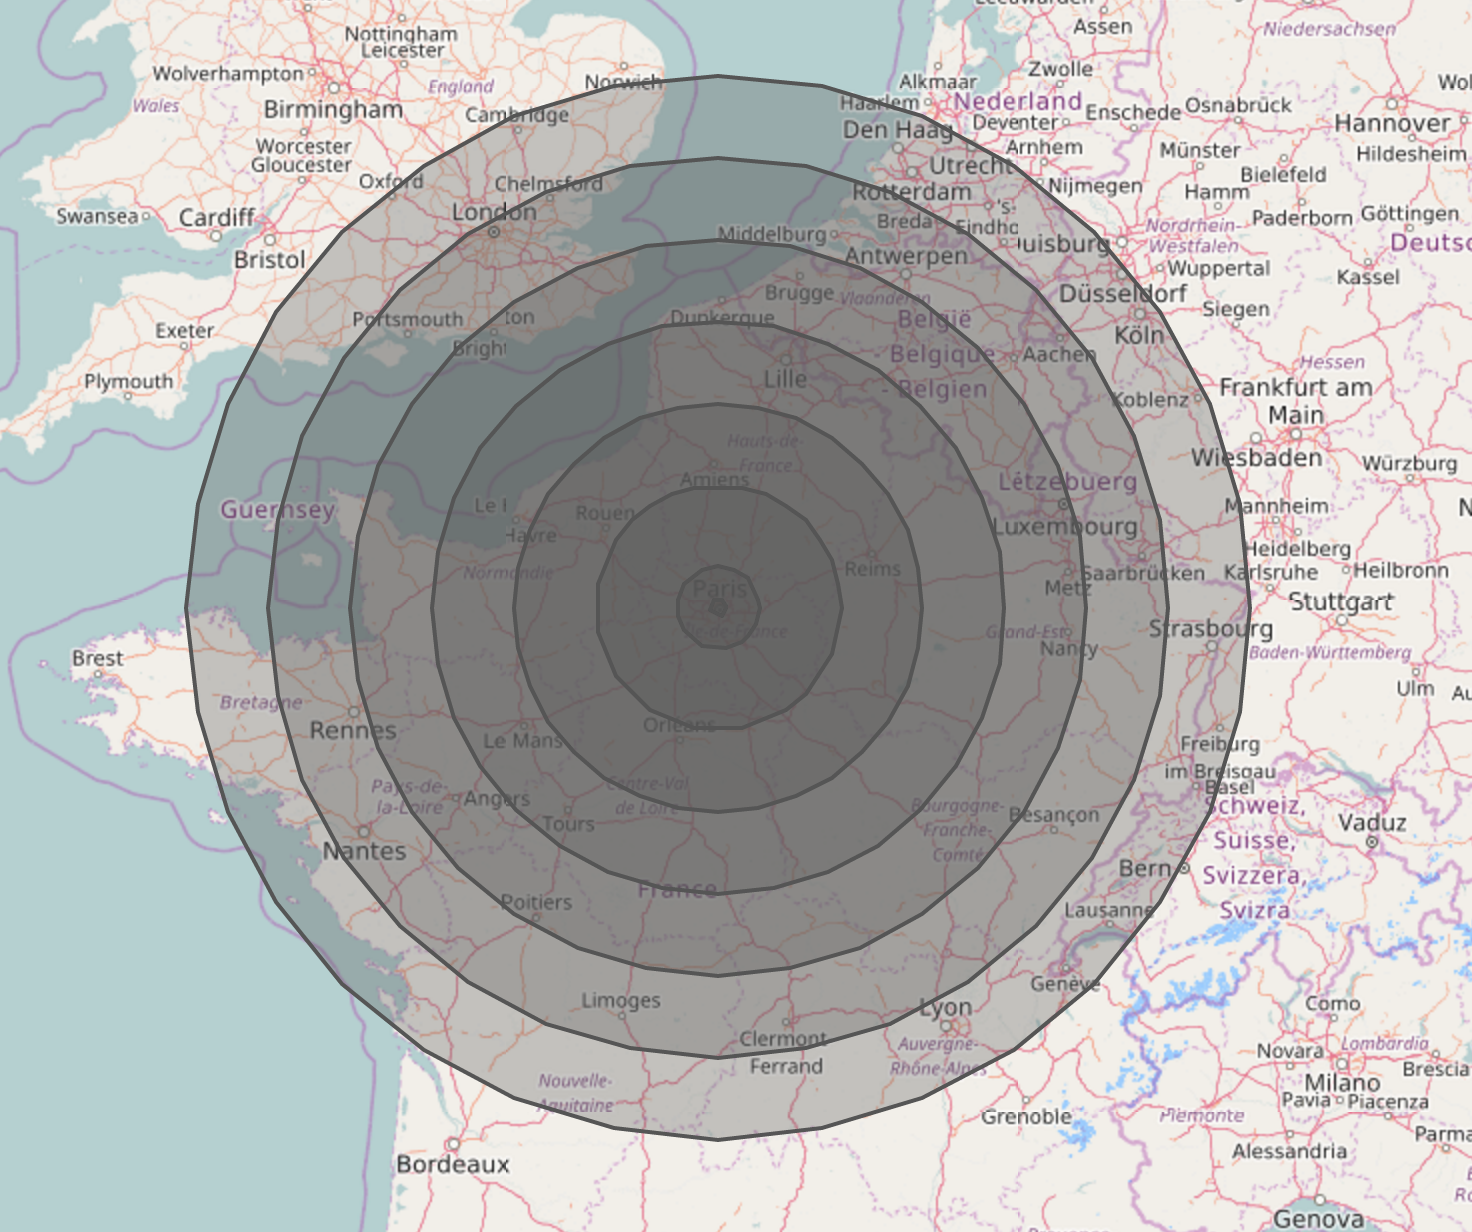 Assen
Niedersachsen
Nottingham
Leicester
Wolverhampton
England
Norwich
Alkmaar
Zwolle
Wales
Birmingham
Cambridge
Haarlem
Nederland
Enschede
Osnabrück
Hannover
Den Haag
Deventer
Worcester
Gloucester
Utrecht
Arnhem
Münster
Hildesheim
Oxford
Chelmsford
Rotterdam
Nijmegen
Hamm
Bielefeld
Swansea
Cardiff
London
Breda
's-
Eindho
Paderborn
Göttingen
Bristol
Middelburg
Antwerpen
uisburg
Nordrhein-
Westfalen
Deutsc
Wuppertal
Kassel
Brugge
Vlaanderen
Düsseldorf
Siegen
Exeter
Portsmouth
ton
Bright
Dunkerque
België
Belgique
- Belgien
Aachen
Köln
Hessen
Plymouth
Lille
Koblenz
Frankfurt am
Main
Wiesbaden
Würzburg
Hauts-de-
France
Amiens
Guernsey
Le H
Havre
Rouen
Lëtzebuerg
Luxembourg
Mannheim
Heidelberg
Normandie
Reims
Metz
Saarbrücken
Karlsruhe
Heilbronn
Paris
Île-de-France
Grand-Est
Nancy
Strasbourg
Stuttgart
Baden-Württemberg
Brest
Bretagne
Rennes
Le Mans
Orléans
Ulm
Au
Freiburg
im Breisgau
Basel
Pays-de-
la-Loire
Angers
Tours
Centre-Val
de Loire
Bourgogne-
Franche-
Comté
Besançon
Schweiz,
Suisse,
Svizzera,
Svizra
Vaduz
Nantes
Bern
Poitiers
France
Lausanne
Genève
Limoges
Clermont
Ferrand
Lyon
Auvergne-
Rhône-Alpes
Como
Novara
Lombardia
Brescia
Milano
Pavia
Piacenza
Nouvelle-
Aquitaine
Grenoble
Piemonte
Parma
Alessandria
Bordeaux
Genova